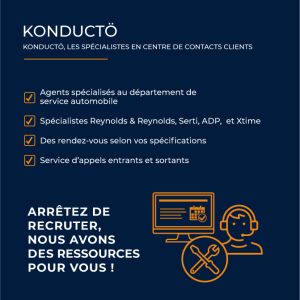 KONDUCTÖ
KONDUCTÖ, LES SPÉCIALISTES EN CENTRE DE CONTACTS CLIENTS
Agents spécialisés au département de
service automobile
Spécialistes Reynolds & Reynolds, Serti, ADP, et Xtime
Des rendez-vous selon vos spécifications
Service d'appels entrants et sortants
ARRÊTEZ DE
RECRUTER,
NOUS AVONS
DES RESSOURCES
POUR VOUS !